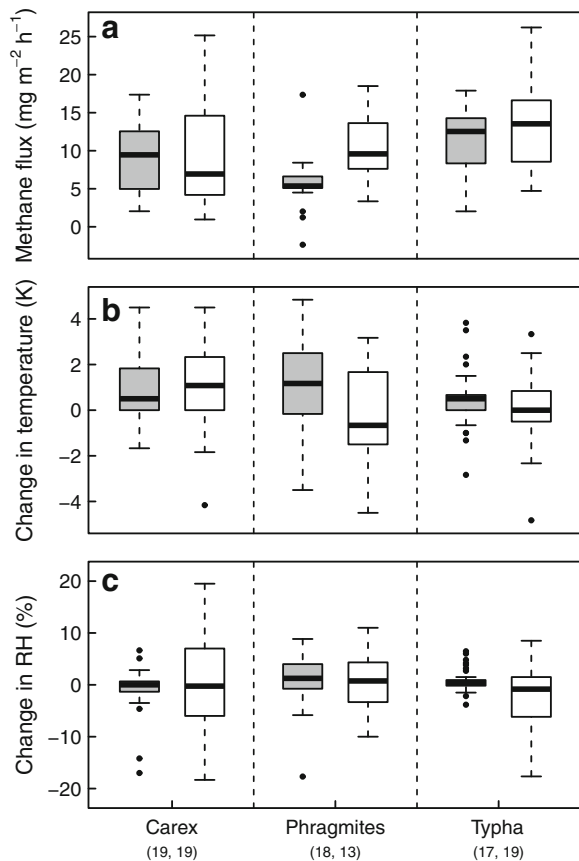 a
Methane flux (mg m⁻² h⁻¹)
25
20
15
10
5
0
b
Change in temperature (K)
4
2
0
−2
−4
c
Change in RH (%)
20
10
0
−10
−20
Carex Phragmites Typha
(19, 19) (18, 13) (17, 19)